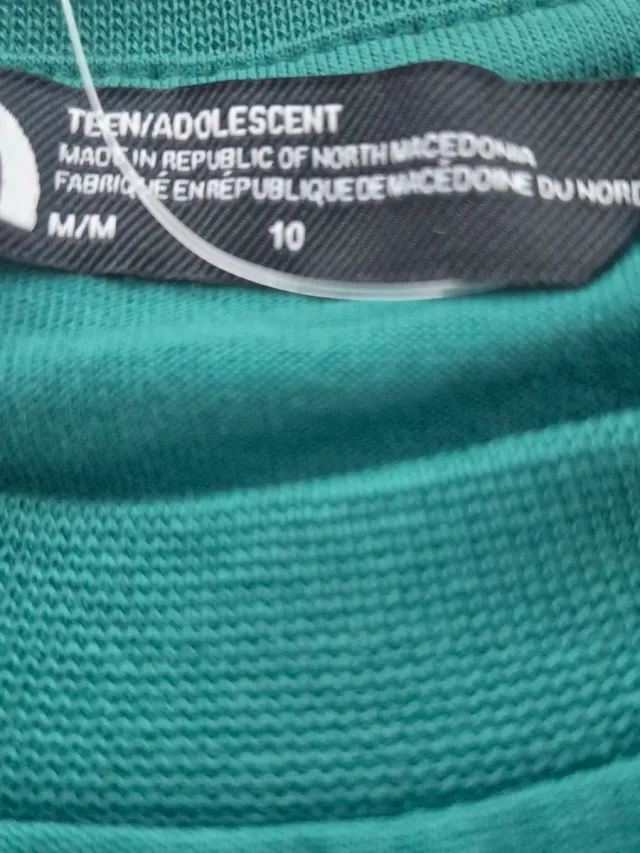 TEEN/ADOLESCENT
MADE IN REPUBLIC OF NORTH MACEDONIA
FABRIQUÉ EN RÉPUBLIQUE DE MACÉDOINE DU NORD
M/M 10